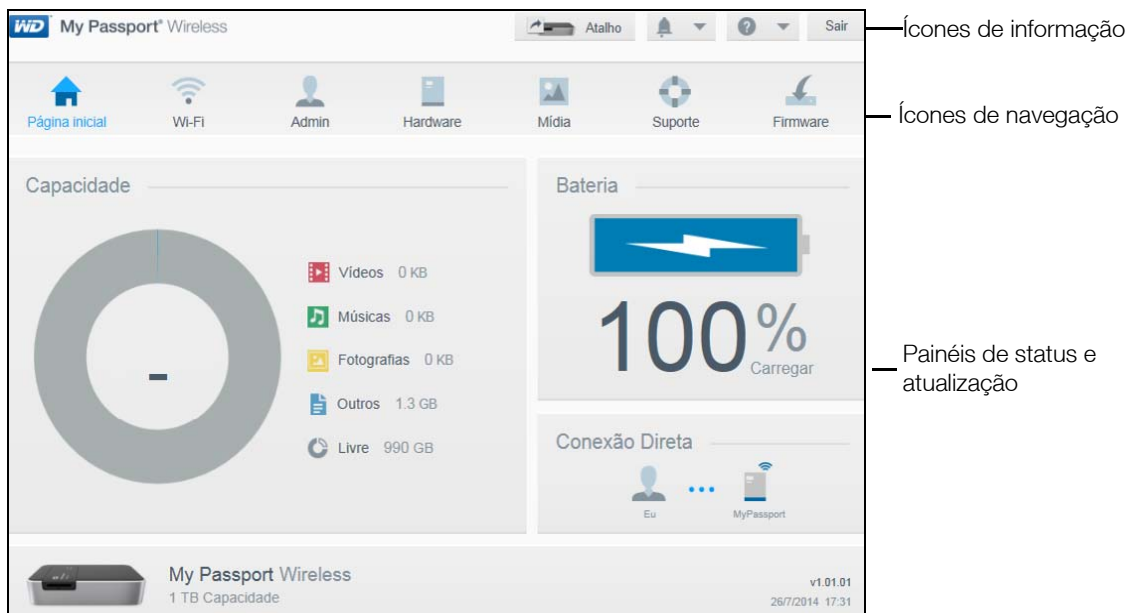 WD My Passport® Wireless
Atalho
Sair
Ícones de informação
Página inicial
Wi-Fi
Admin
Hardware
Mídia
Suporte
Firmware
Ícones de navegação
Capacidade
-
Vídeos 0 KB
Músicas 0 KB
Fotografias 0 KB
Outros 1.3 GB
Livre 990 GB
Bateria
100%
Carregar
Painéis de status e
atualização
Conexão Direta
Eu
MyPassport
My Passport Wireless
1 TB Capacidade
v1.01.01
26/7/2014 17:31